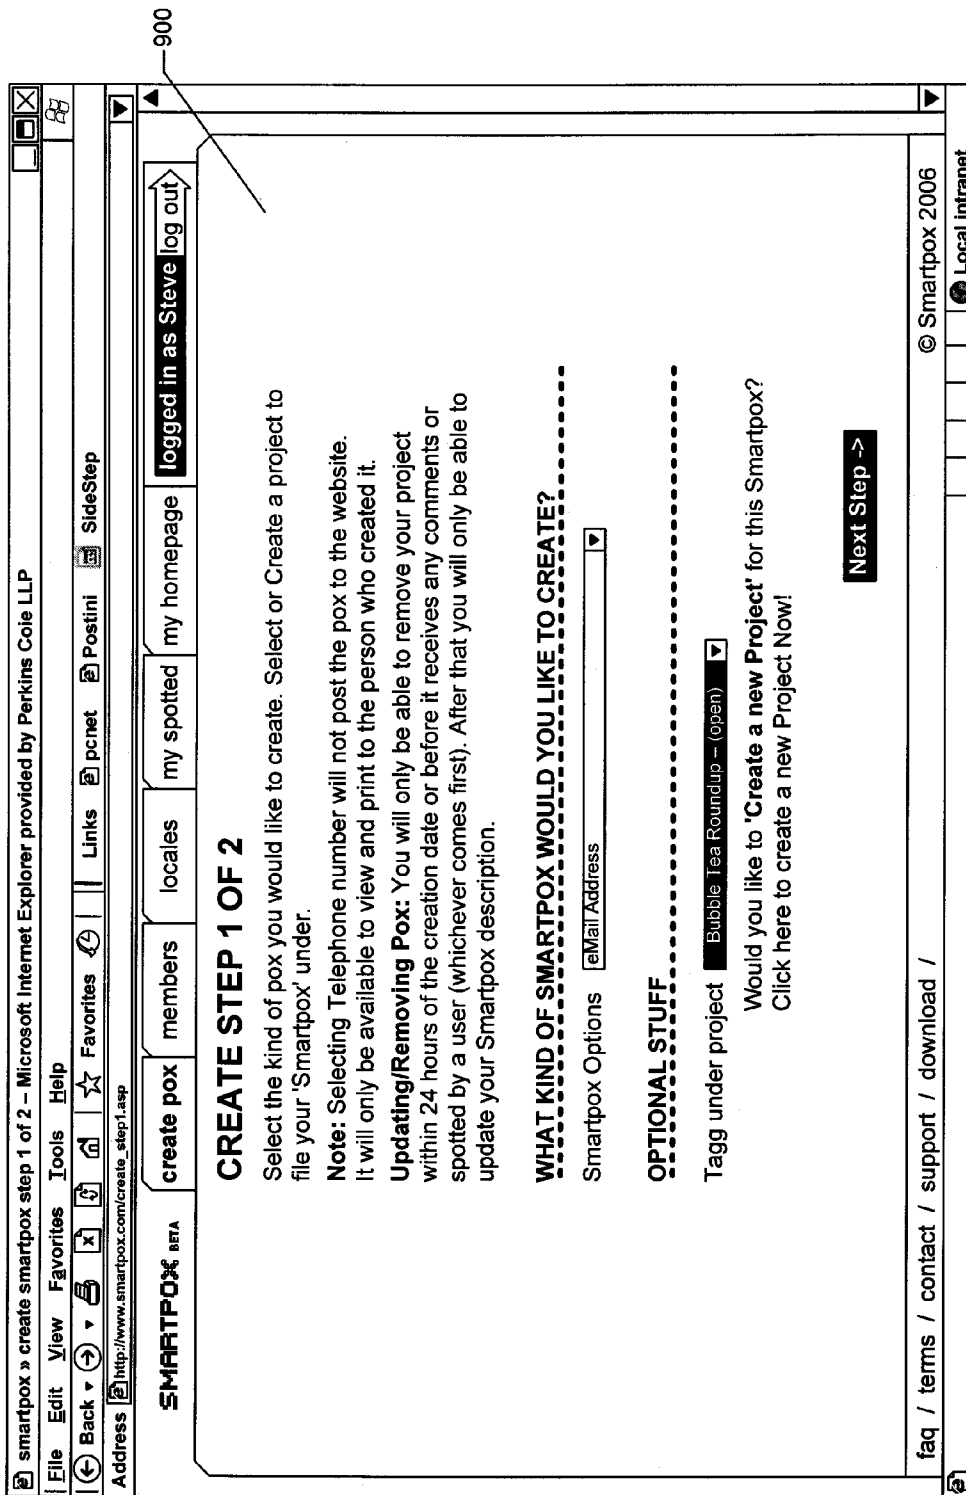 smartpox » create smartpox step 1 of 2 – Microsoft Internet Explorer provided by Perkins Coie LLP
File Edit View Favorites Tools Help
Back Favorites Links pcnet Postini SideStep
Address http://www.smartpox.com/create_step1.asp
900
SMARTPOX BETA create pox members locales my spotted my homepage logged in as Steve log out
CREATE STEP 1 OF 2
Select the kind of pox you would like to create. Select or Create a project to
file your 'Smartpox' under.
Note: Selecting Telephone number will not post the pox to the website.
It will only be available to view and print to the person who created it.
Updating/Removing Pox: You will only be able to remove your project
within 24 hours of the creation date or before it receives any comments or
spotted by a user (whichever comes first). After that you will only be able to
update your Smartpox description.
WHAT KIND OF SMARTPOX WOULD YOU LIKE TO CREATE?
Smartpox Options eMail Address
OPTIONAL STUFF
Tagg under project Bubble Tea Roundup – (open)
Would you like to 'Create a new Project' for this Smartpox?
Click here to create a new Project Now!
Next Step ->
faq / terms / contact / support / download / © Smartpox 2006
Local intranet